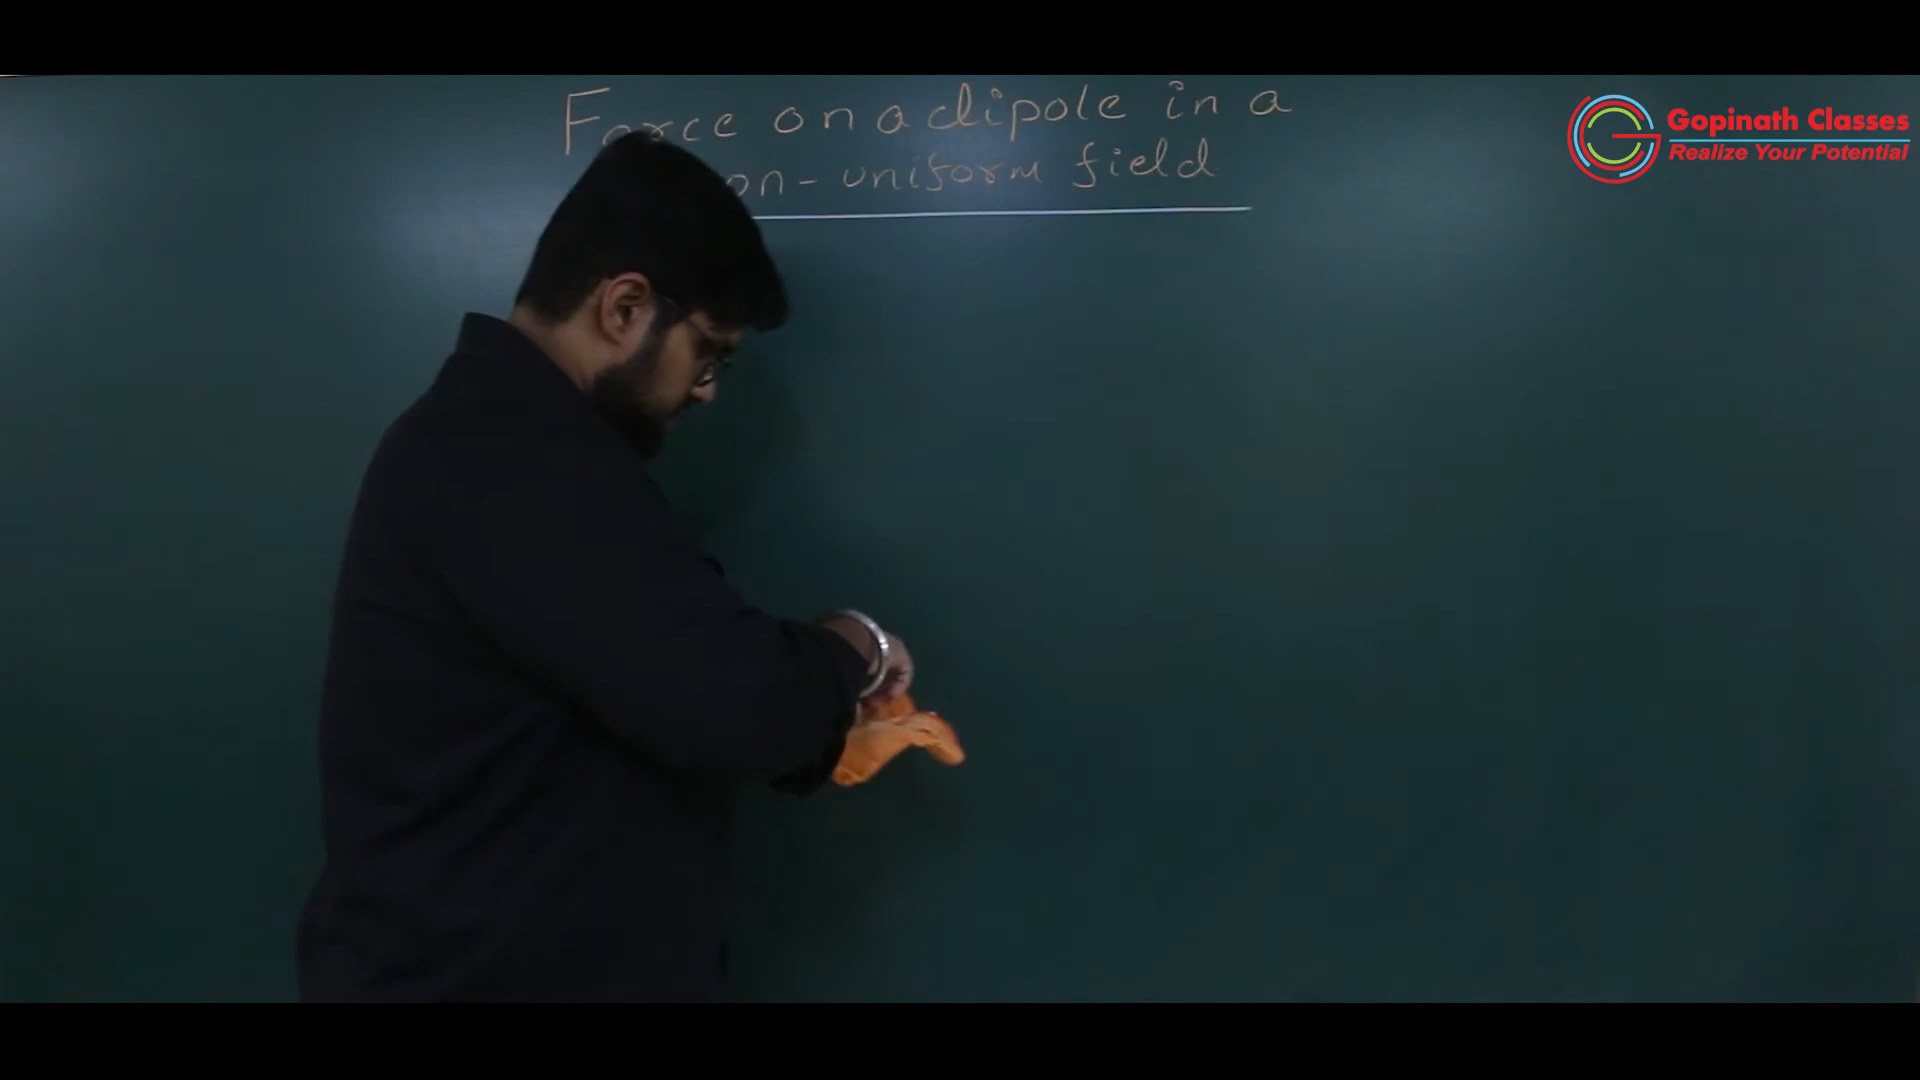 Force on a dipole in a
on-uniform field
Gopinath Classes
Realize Your Potential